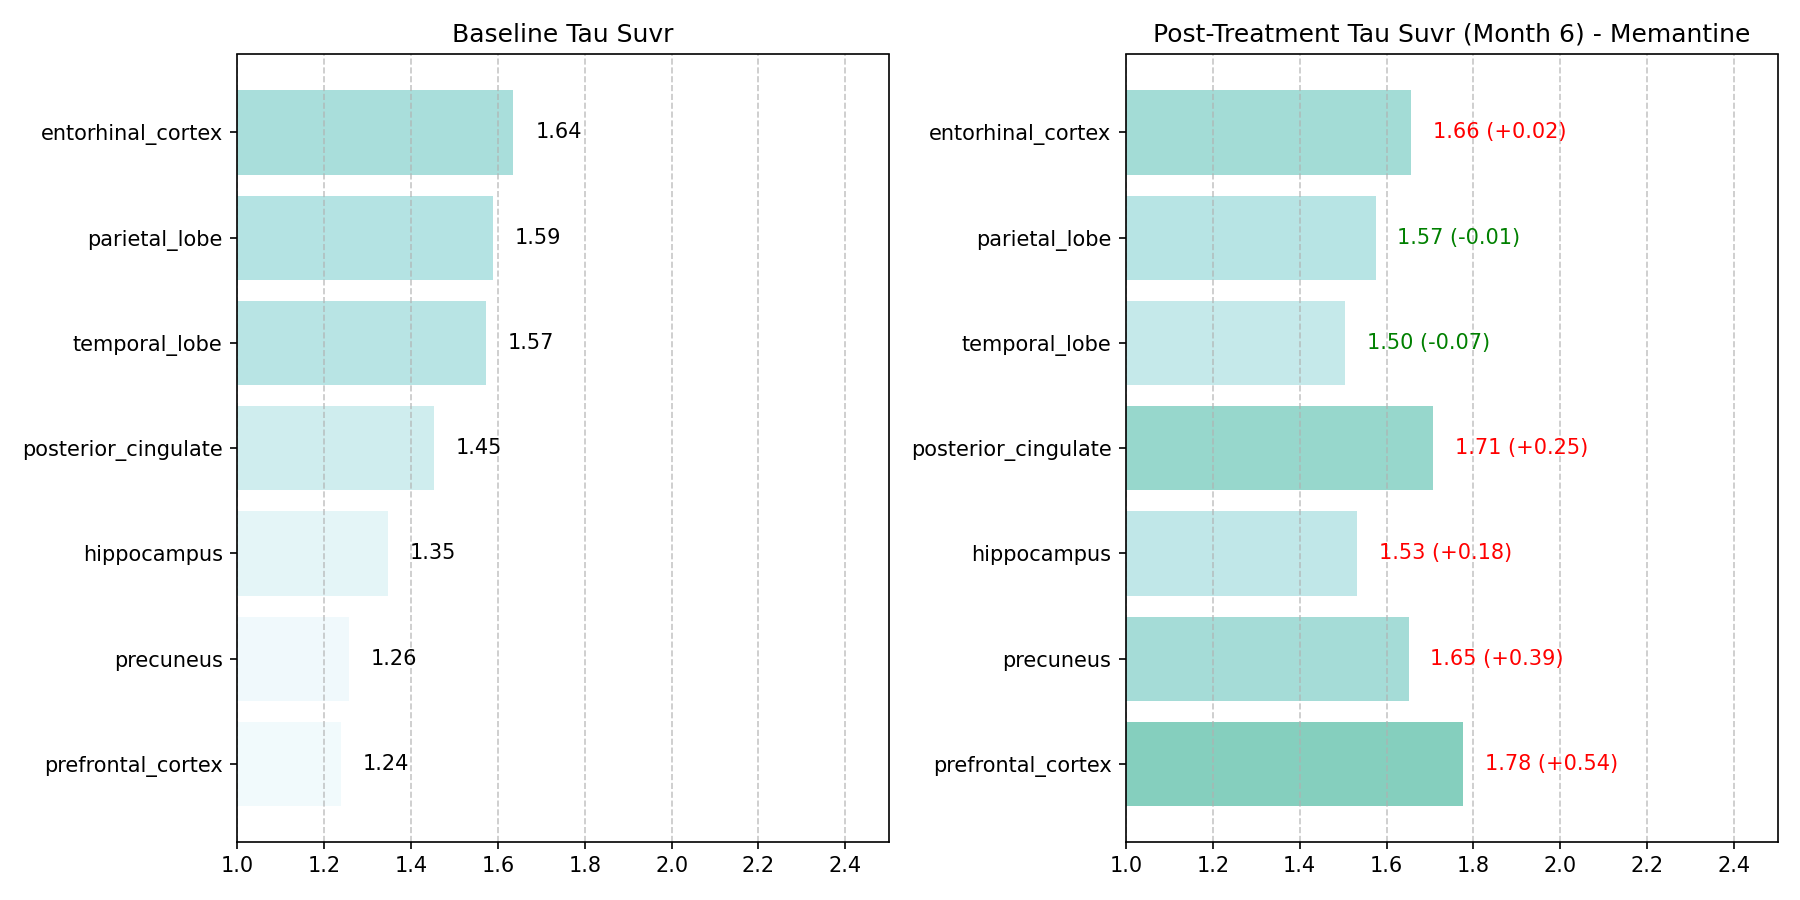 Baseline Tau Suvr
entorhinal_cortex 1.64
parietal_lobe 1.59
temporal_lobe 1.57
posterior_cingulate 1.45
hippocampus 1.35
precuneus 1.26
prefrontal_cortex 1.24
1.0 1.2 1.4 1.6 1.8 2.0 2.2 2.4
Post-Treatment Tau Suvr (Month 6) - Memantine
entorhinal_cortex 1.66 (+0.02)
parietal_lobe 1.57 (-0.01)
temporal_lobe 1.50 (-0.07)
posterior_cingulate 1.71 (+0.25)
hippocampus 1.53 (+0.18)
precuneus 1.65 (+0.39)
prefrontal_cortex 1.78 (+0.54)
1.0 1.2 1.4 1.6 1.8 2.0 2.2 2.4